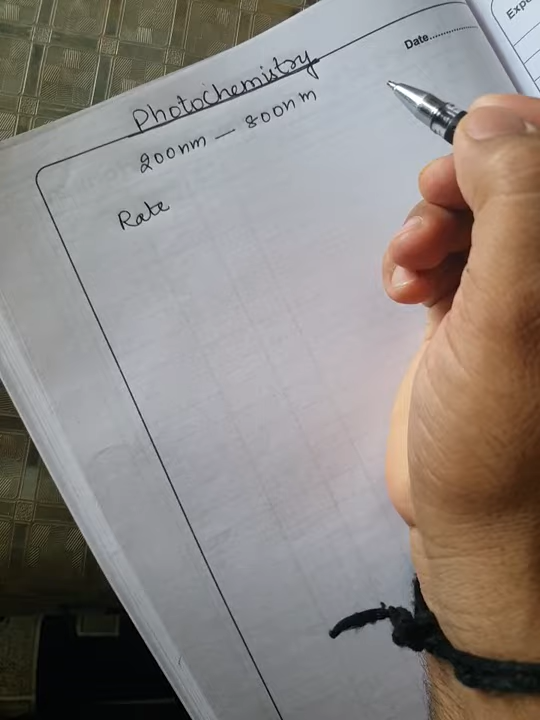 Date..............
Photochemistry
200nm — 800nm
Rate